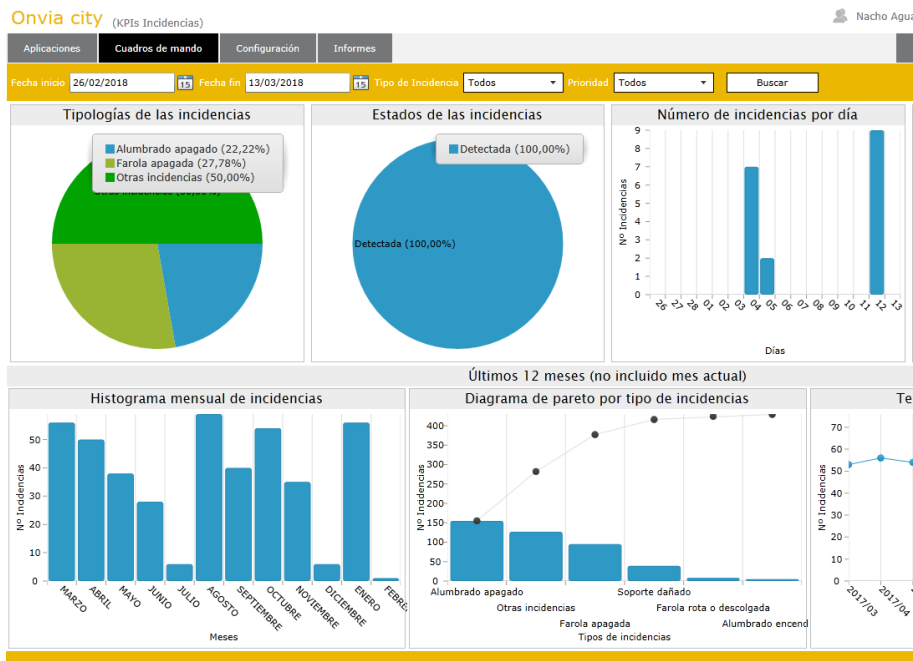 Onvia city (KPIs Incidencias)
Nacho Agua
Aplicaciones Cuadros de mando Configuración Informes
Fecha inicio 26/02/2018 15 Fecha fin 13/03/2018 15 Tipo de Incidencia Todos Prioridad Todos Buscar
Tipologías de las incidencias
Alumbrado apagado (22,22%)
Farola apagada (27,78%)
Otras incidencias (50,00%)
Estados de las incidencias
Detectada (100,00%)
Detectada (100,00%)
Número de incidencias por día
Nº Incidencias
9
8
7
6
5
4
3
2
1
0
26 27 28 01 02 03 04 05 06 07 08 09 10 11 12 13
Días
Últimos 12 meses (no incluido mes actual)
Histograma mensual de incidencias
Nº Incidencias
50
40
30
20
10
0
MARZO ABRIL MAYO JUNIO JULIO AGOSTO SEPTIEMBRE OCTUBRE NOVIEMBRE DICIEMBRE ENERO FEBRE
Meses
Diagrama de pareto por tipo de incidencias
Nº Incidencias
400
350
300
250
200
150
100
50
0
Alumbrado apagado Soporte dañado
Otras incidencias Farola rota o descolgada
Farola apagada Alumbrado encend
Tipos de incidencias
Te
Nº Incidencias
70
60
50
40
30
20
10
0
2017/03 2017/04